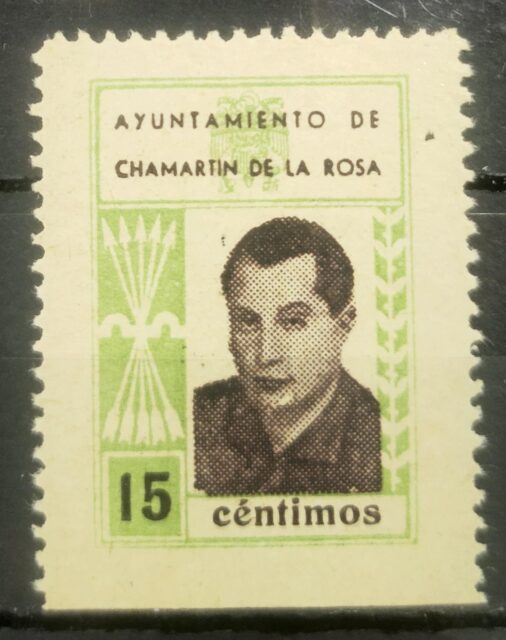 AYUNTAMIENTO DE
CHAMARTIN DE LA ROSA
15
céntimos